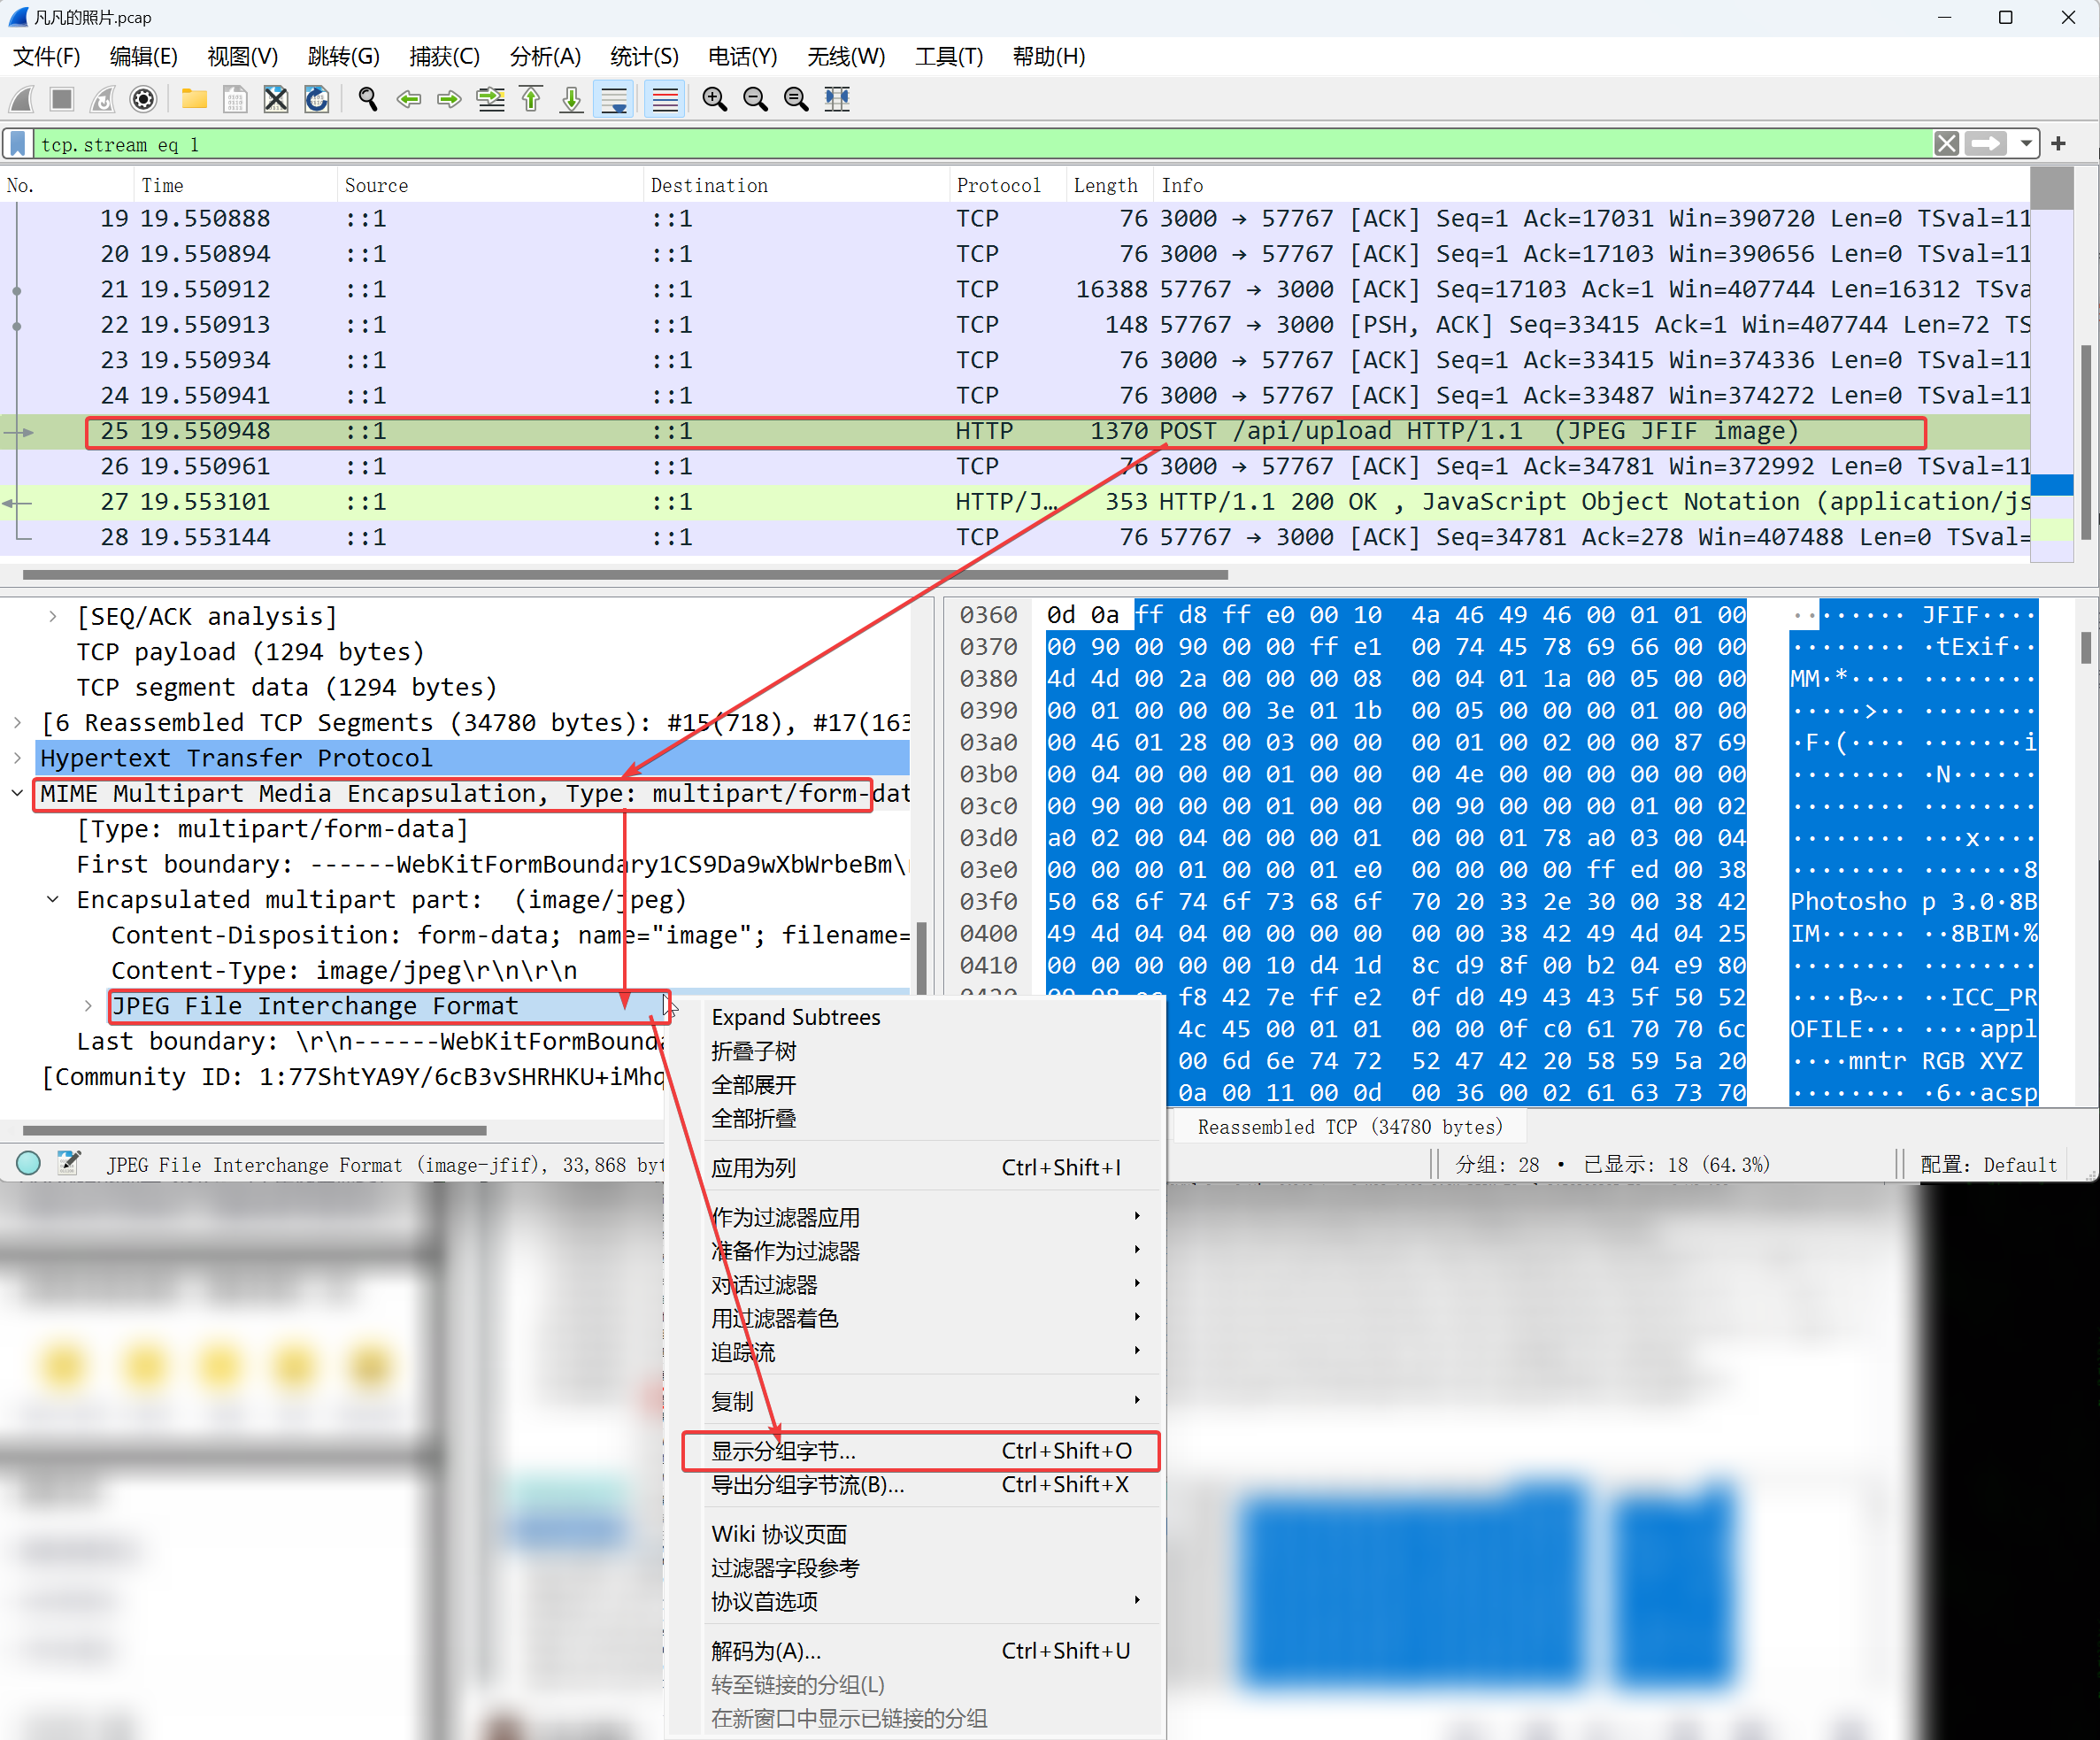 凡凡的照片.pcap
文件(F) 编辑(E) 视图(V) 跳转(G) 捕获(C) 分析(A) 统计(S) 电话(Y) 无线(W) 工具(T) 帮助(H)
tcp.stream eq 1
No. Time Source Destination Protocol Length Info
19 19.550888 ::1 ::1 TCP 76 3000 → 57767 [ACK] Seq=1 Ack=17031 Win=390720 Len=0 TSval=11
20 19.550894 ::1 ::1 TCP 76 3000 → 57767 [ACK] Seq=1 Ack=17103 Win=390656 Len=0 TSval=11
21 19.550912 ::1 ::1 TCP 16388 57767 → 3000 [ACK] Seq=17103 Ack=1 Win=407744 Len=16312 TSva
22 19.550913 ::1 ::1 TCP 148 57767 → 3000 [PSH, ACK] Seq=33415 Ack=1 Win=407744 Len=72 TS
23 19.550934 ::1 ::1 TCP 76 3000 → 57767 [ACK] Seq=1 Ack=33415 Win=374336 Len=0 TSval=11
24 19.550941 ::1 ::1 TCP 76 3000 → 57767 [ACK] Seq=1 Ack=33487 Win=374272 Len=0 TSval=11
25 19.550948 ::1 ::1 HTTP 1370 POST /api/upload HTTP/1.1 (JPEG JFIF image)
26 19.550961 ::1 ::1 TCP 76 3000 → 57767 [ACK] Seq=1 Ack=34781 Win=372992 Len=0 TSval=11
27 19.553101 ::1 ::1 HTTP/J… 353 HTTP/1.1 200 OK , JavaScript Object Notation (application/js
28 19.553144 ::1 ::1 TCP 76 57767 → 3000 [ACK] Seq=34781 Ack=278 Win=407488 Len=0 TSval=
[SEQ/ACK analysis]
TCP payload (1294 bytes)
TCP segment data (1294 bytes)
[6 Reassembled TCP Segments (34780 bytes): #15(718), #17(163
Hypertext Transfer Protocol
MIME Multipart Media Encapsulation, Type: multipart/form-dat
[Type: multipart/form-data]
First boundary: ------WebKitFormBoundary1CS9Da9wXbWrbeBm\
Encapsulated multipart part: (image/jpeg)
Content-Disposition: form-data; name="image"; filename=
Content-Type: image/jpeg\r\n\r\n
JPEG File Interchange Format
Last boundary: \r\n------WebKitFormBounda
[Community ID: 1:77ShtYA9Y/6cB3vSHRHKU+iMhq
0360 0d 0a ff d8 ff e0 00 10 4a 46 49 46 00 01 01 00 ········ JFIF····
0370 00 90 00 90 00 00 ff e1 00 74 45 78 69 66 00 00 ········ ·tExif··
0380 4d 4d 00 2a 00 00 00 08 00 04 01 1a 00 05 00 00 MM·*···· ········
0390 00 01 00 00 00 3e 01 1b 00 05 00 00 00 01 00 00 ·····>·· ········
03a0 00 46 01 28 00 03 00 00 00 01 00 02 00 00 87 69 ·F·(···· ·······i
03b0 00 04 00 00 00 01 00 00 00 4e 00 00 00 00 00 00 ········ ·N······
03c0 00 90 00 00 00 01 00 00 00 90 00 00 00 01 00 02 ········ ········
03d0 a0 02 00 04 00 00 00 01 00 00 01 78 a0 03 00 04 ········ ···x····
03e0 00 00 00 01 00 00 01 e0 00 00 00 00 ff ed 00 38 ········ ·······8
03f0 50 68 6f 74 6f 73 68 6f 70 20 33 2e 30 00 38 42 Photosho p 3.0·8B
0400 49 4d 04 04 00 00 00 00 00 00 38 42 49 4d 04 25 IM······ ··8BIM·%
0410 00 00 00 00 00 10 d4 1d 8c d9 8f 00 b2 04 e9 80 ········ ········
f8 42 7e ff e2 0f d0 49 43 43 5f 50 52 ····B~·· ··ICC_PR
4c 45 00 01 01 00 00 0f c0 61 70 70 6c OFILE··· ····appl
00 6d 6e 74 72 52 47 42 20 58 59 5a 20 ····mntr RGB XYZ
0a 00 11 00 0d 00 36 00 02 61 63 73 70 ········ ·6··acsp
Expand Subtrees
折叠子树
全部展开
全部折叠
应用为列 Ctrl+Shift+I
作为过滤器应用
准备作为过滤器
对话过滤器
用过滤器着色
追踪流
复制
显示分组字节... Ctrl+Shift+O
导出分组字节流(B)... Ctrl+Shift+X
Wiki 协议页面
过滤器字段参考
协议首选项
解码为(A)... Ctrl+Shift+U
转至链接的分组(L)
在新窗口中显示已链接的分组
Reassembled TCP (34780 bytes)
JPEG File Interchange Format (image-jfif), 33,868 byt
分组: 28 · 已显示: 18 (64.3%)
配置: Default